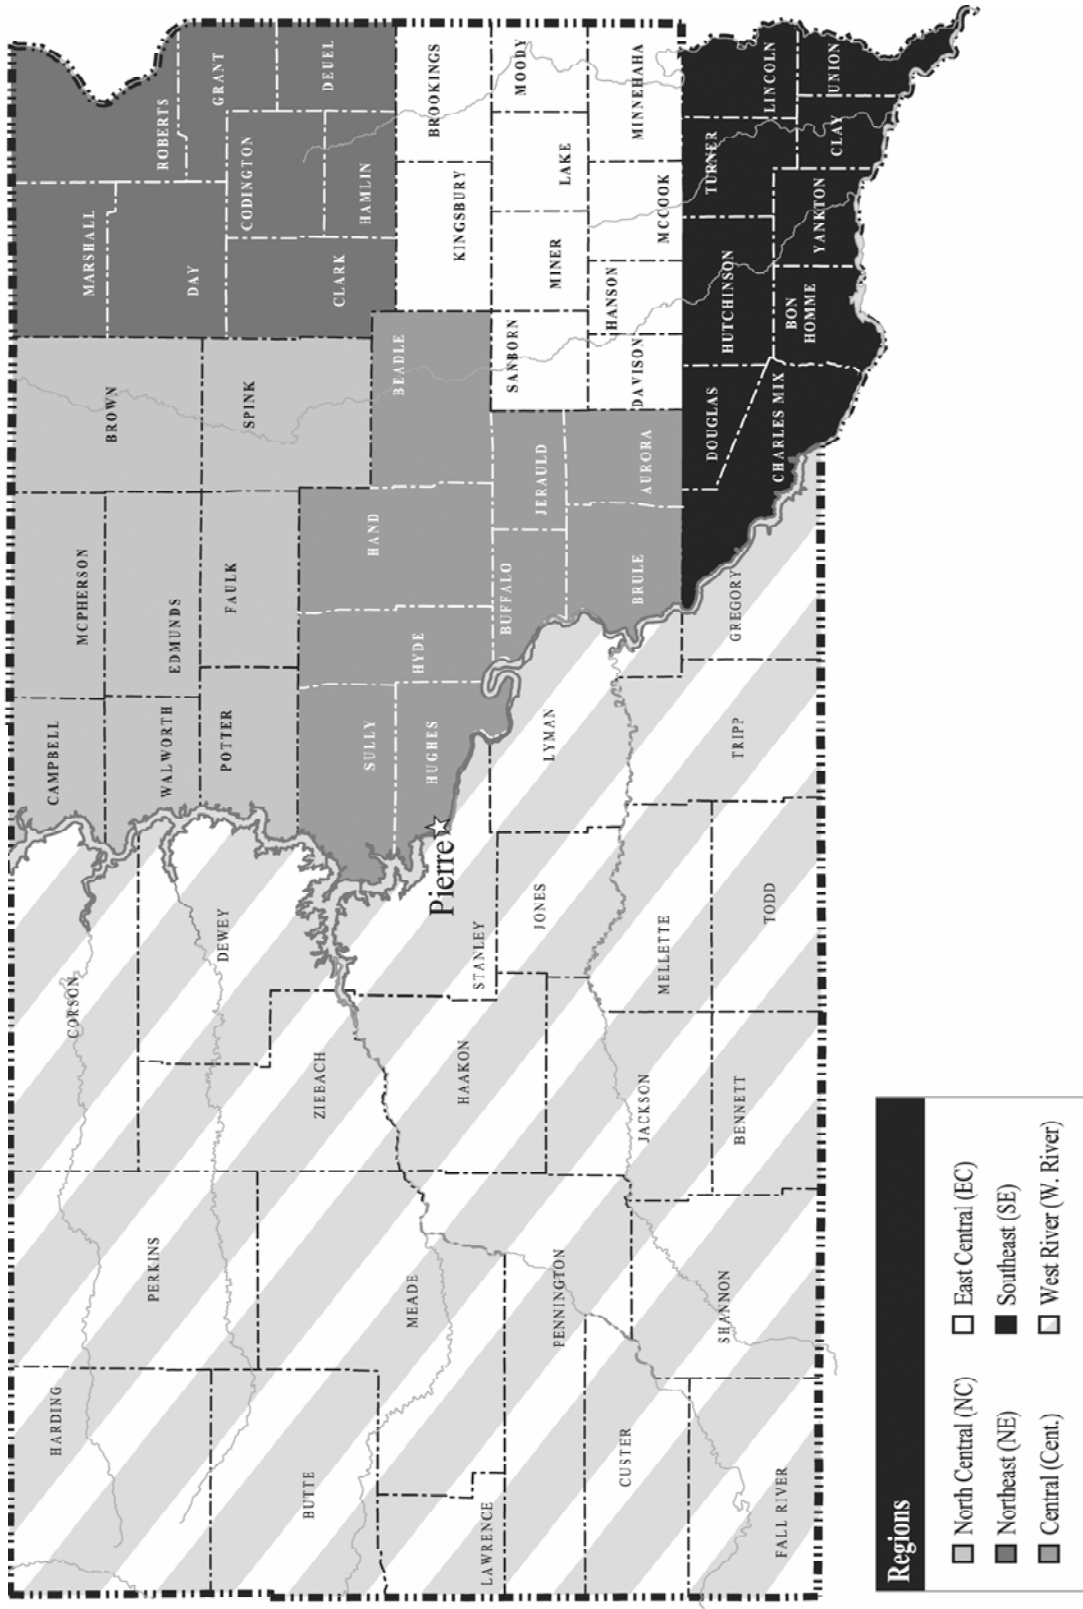 HARDING
PERKINS
CORSON
CAMPBELL
MCPHERSON
BROWN
MARSHALL
ROBERTS
WALWORTH
EDMUNDS
DAY
GRANT
DEWEY
POTTER
FAULK
SPINK
CODINGTON
BUTTE
ZIEBACH
SULLY
HAND
CLARK
HAMLIN
DEUEL
MEADE
HYDE
BEADLE
HUGHES
Pierre
HAAKON
STANLEY
KINGSBURY
BROOKINGS
LAWRENCE
PENNINGTON
JONES
LYMAN
BUFFALO
JERAULD
SANBORN
MINER
LAKE
MOODY
CUSTER
JACKSON
MELLETTE
BRULE
AURORA
DAVISON
HANSON
MCCOOK
MINNEHAHA
SHANNON
BENNETT
TRIPP
GREGORY
DOUGLAS
HUTCHINSON
TURNER
LINCOLN
FALL RIVER
TODD
CHARLES MIX
BON
HOMME
YANKTON
CLAY
UNION
Regions
North Central (NC)
East Central (EC)
Northeast (NE)
Southeast (SE)
Central (Cent.)
West River (W. River)